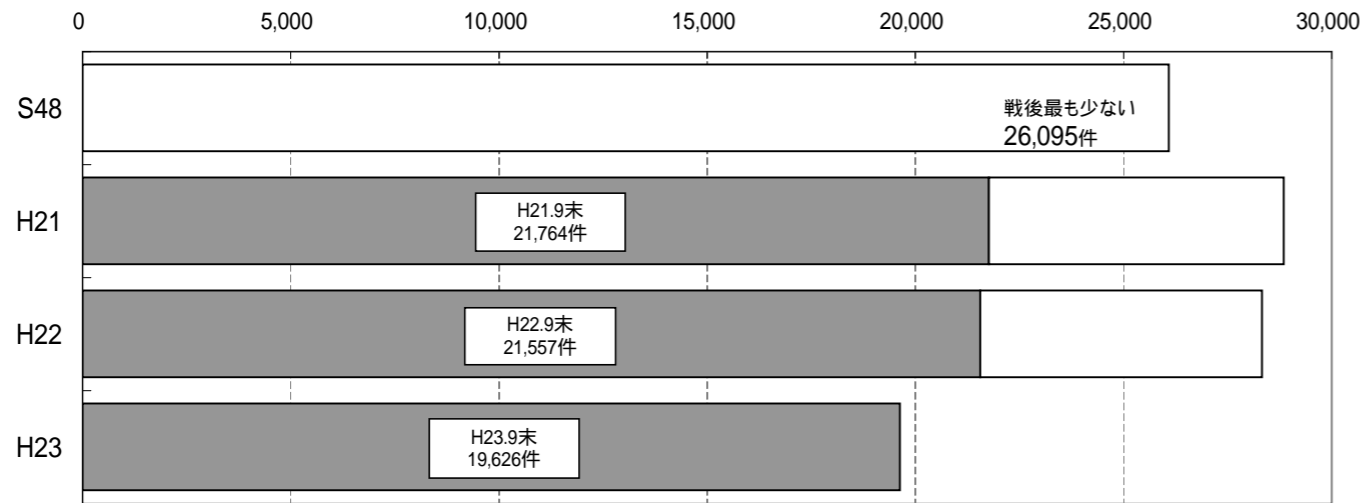 0 5,000 10,000 15,000 20,000 25,000 30,000
S48
戦後最も少ない
26,095件
H21
H21.9末
21,764件
H22
H22.9末
21,557件
H23
H23.9末
19,626件